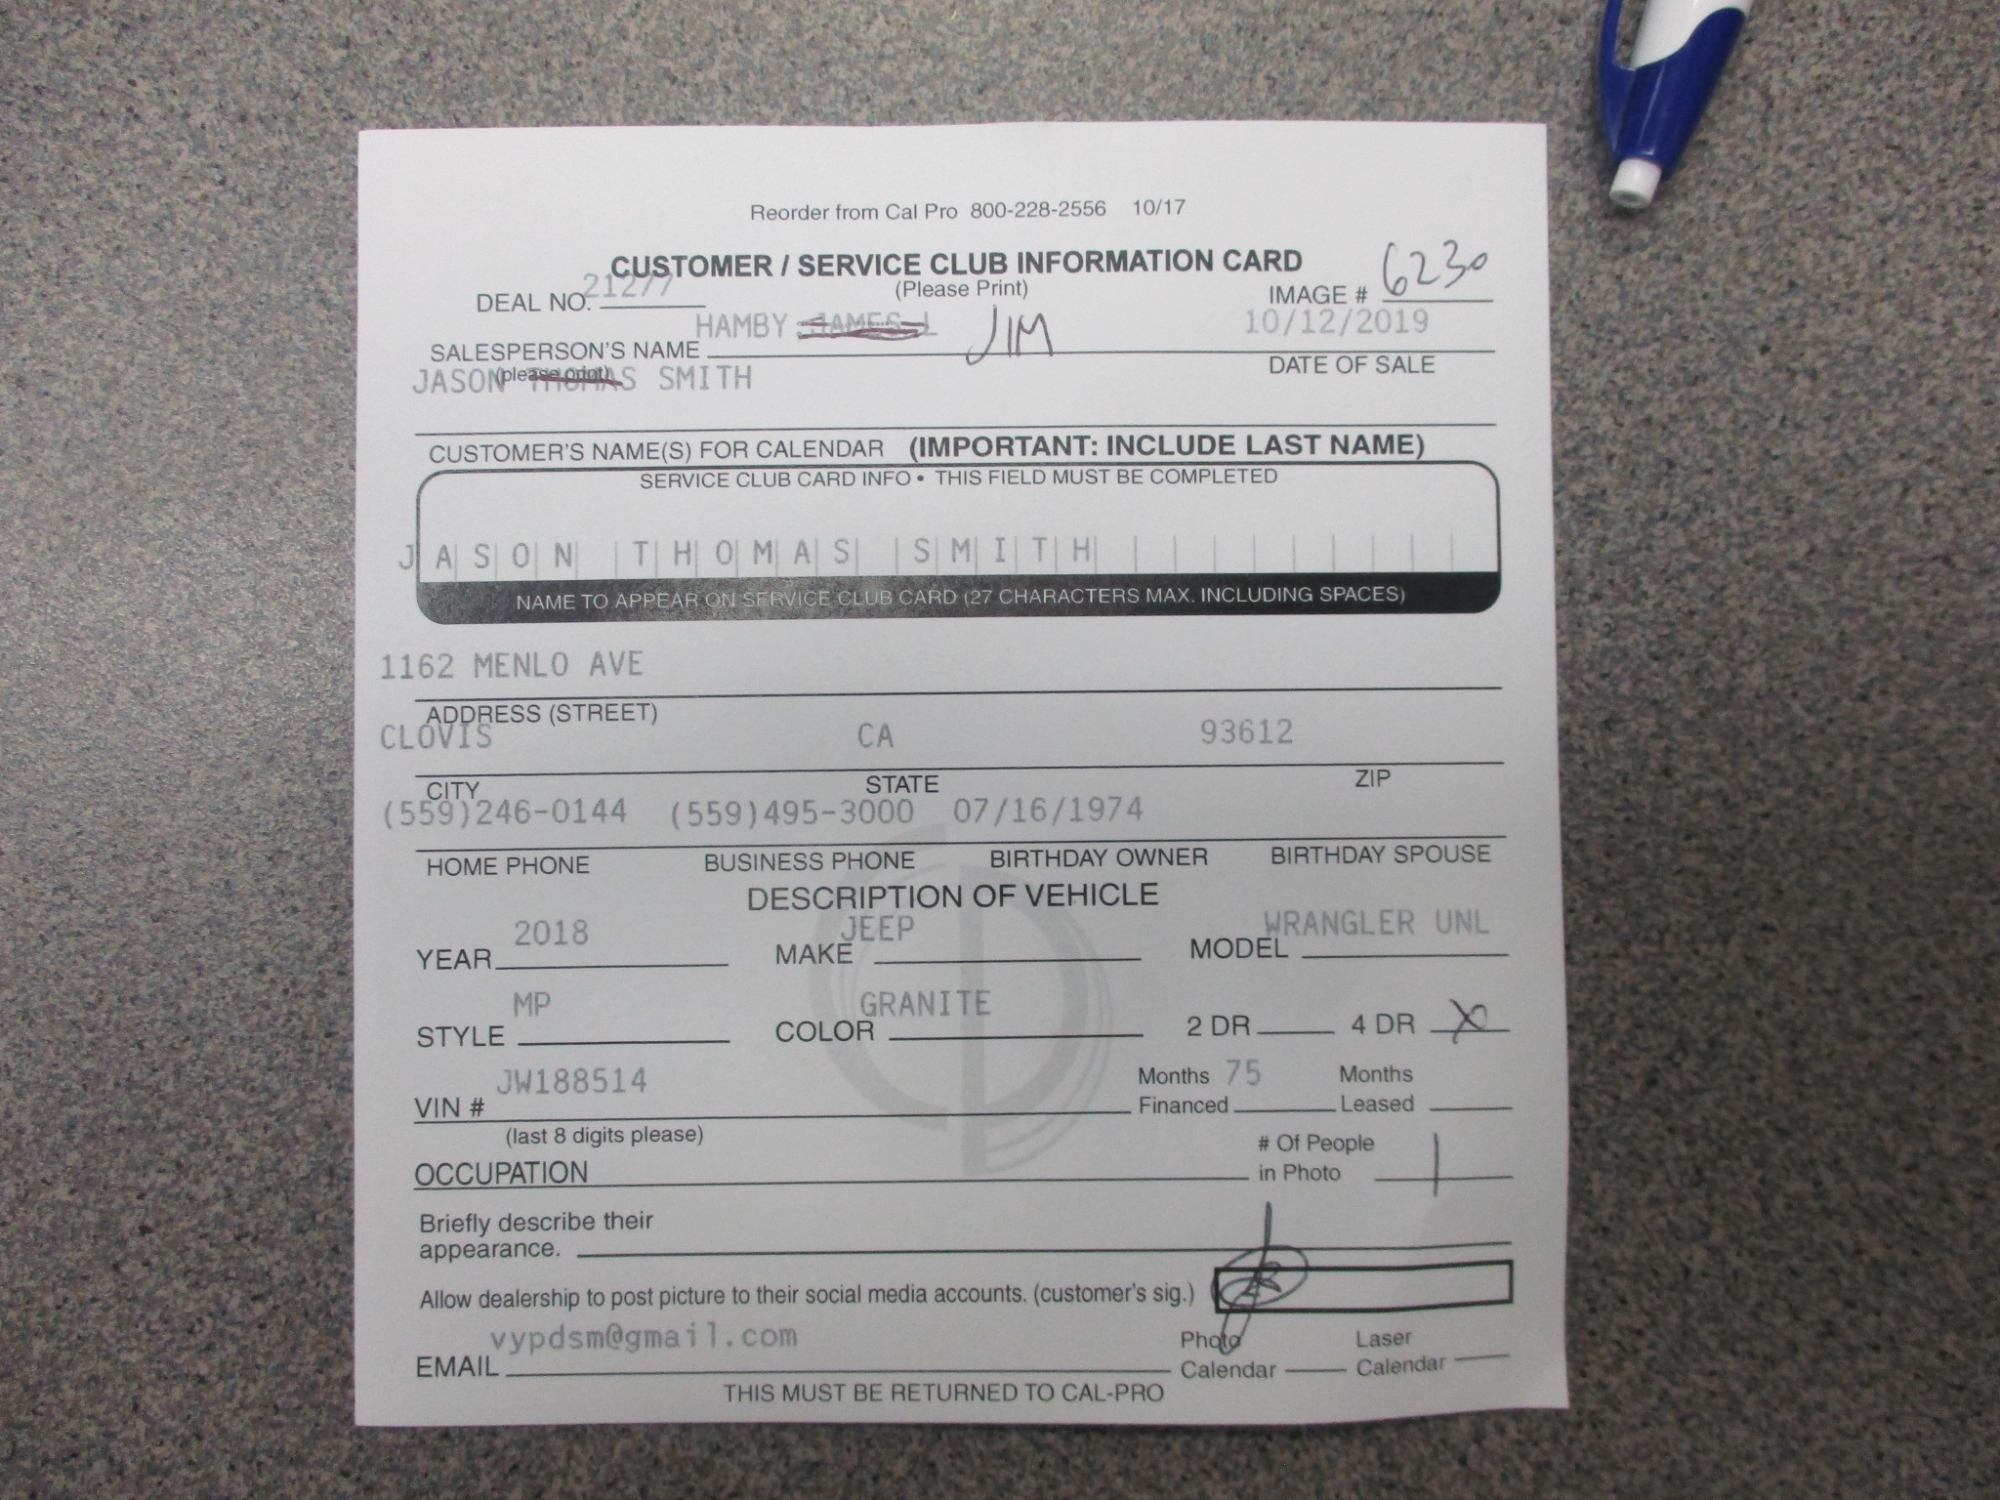 Reorder from Cal Pro 800-228-2556 10/17
CUSTOMER / SERVICE CLUB INFORMATION CARD
(Please Print)
DEAL NO. 21277
IMAGE # 6230
SALESPERSON'S NAME HAMBY JAMES L JIM
(please print)
10/12/2019
DATE OF SALE
JASON THOMAS SMITH
CUSTOMER'S NAME(S) FOR CALENDAR (IMPORTANT: INCLUDE LAST NAME)
SERVICE CLUB CARD INFO • THIS FIELD MUST BE COMPLETED
JASON THOMAS SMITH
NAME TO APPEAR ON SERVICE CLUB CARD (27 CHARACTERS MAX. INCLUDING SPACES)
1162 MENLO AVE
ADDRESS (STREET)
CLOVIS CA 93612
CITY STATE ZIP
(559)246-0144 (559)495-3000 07/16/1974
HOME PHONE BUSINESS PHONE BIRTHDAY OWNER BIRTHDAY SPOUSE
DESCRIPTION OF VEHICLE
YEAR 2018 MAKE JEEP MODEL WRANGLER UNL
STYLE MP COLOR GRANITE 2 DR 4 DR X
VIN # JW188514 Months Financed 75 Months Leased
(last 8 digits please)
OCCUPATION # Of People in Photo 1
Briefly describe their
appearance.
Allow dealership to post picture to their social media accounts. (customer's sig.)
EMAIL vypdsm@gmail.com Photo Calendar Laser Calendar
THIS MUST BE RETURNED TO CAL-PRO